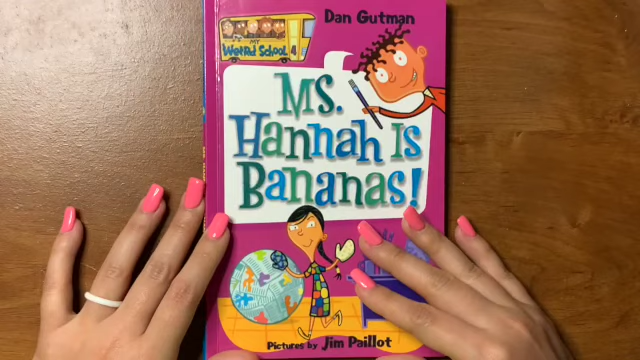 Dan Gutman
MY
Weird School 4
Ms.
Hannah Is
Bananas!
Pictures by Jim Paillot